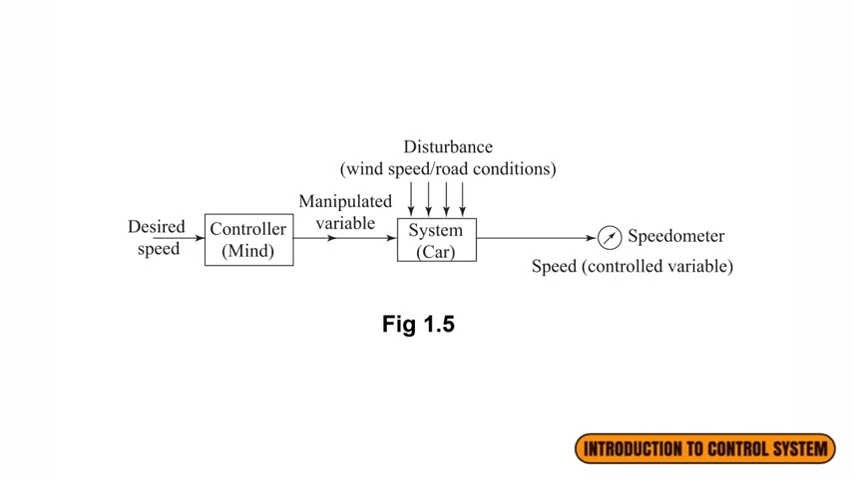 Disturbance
(wind speed/road conditions)
Manipulated
variable
Desired
speed
Controller
(Mind)
System
(Car)
Speedometer
Speed (controlled variable)
Fig 1.5
INTRODUCTION TO CONTROL SYSTEM